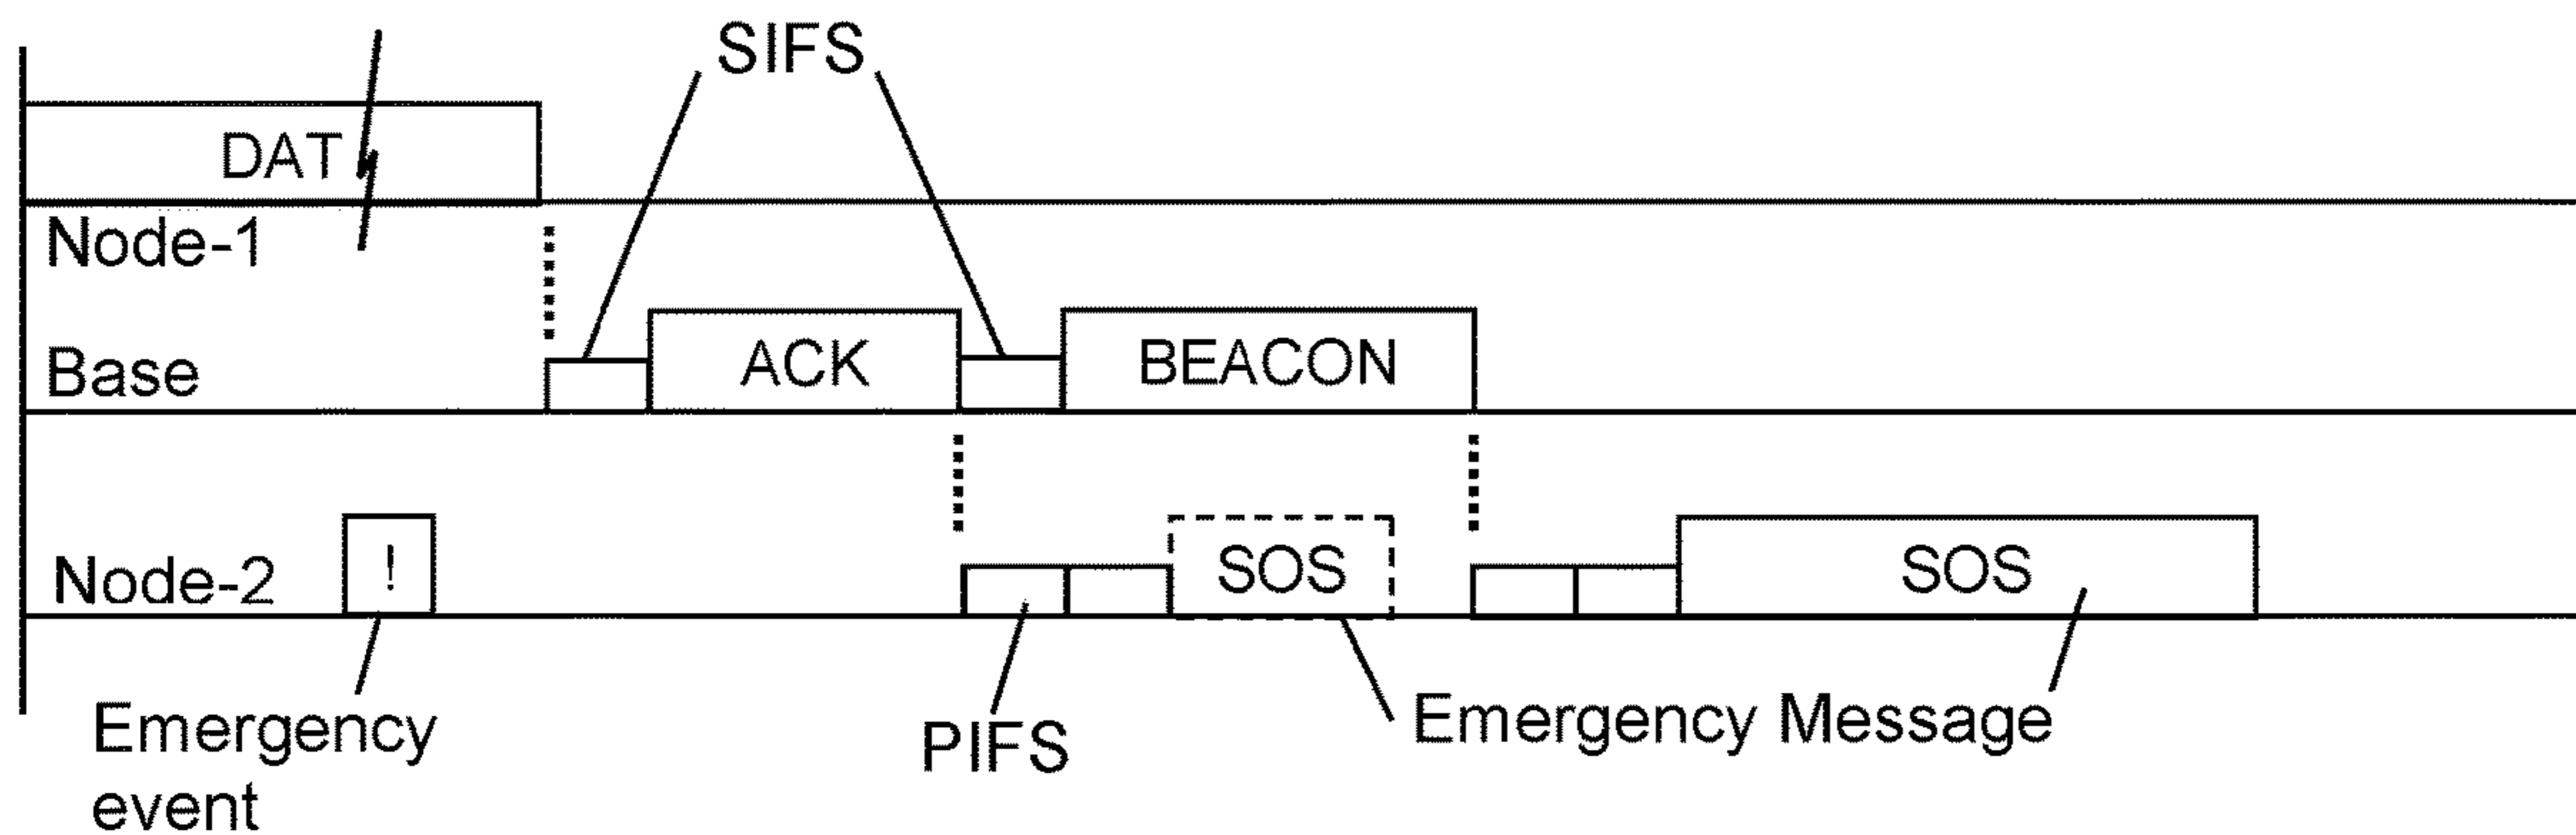 SIFS
DAT
Node-1
ACK
BEACON
Base
SOS
SOS
!
Node-2
Emergency Message
Emergency
event
PIFS